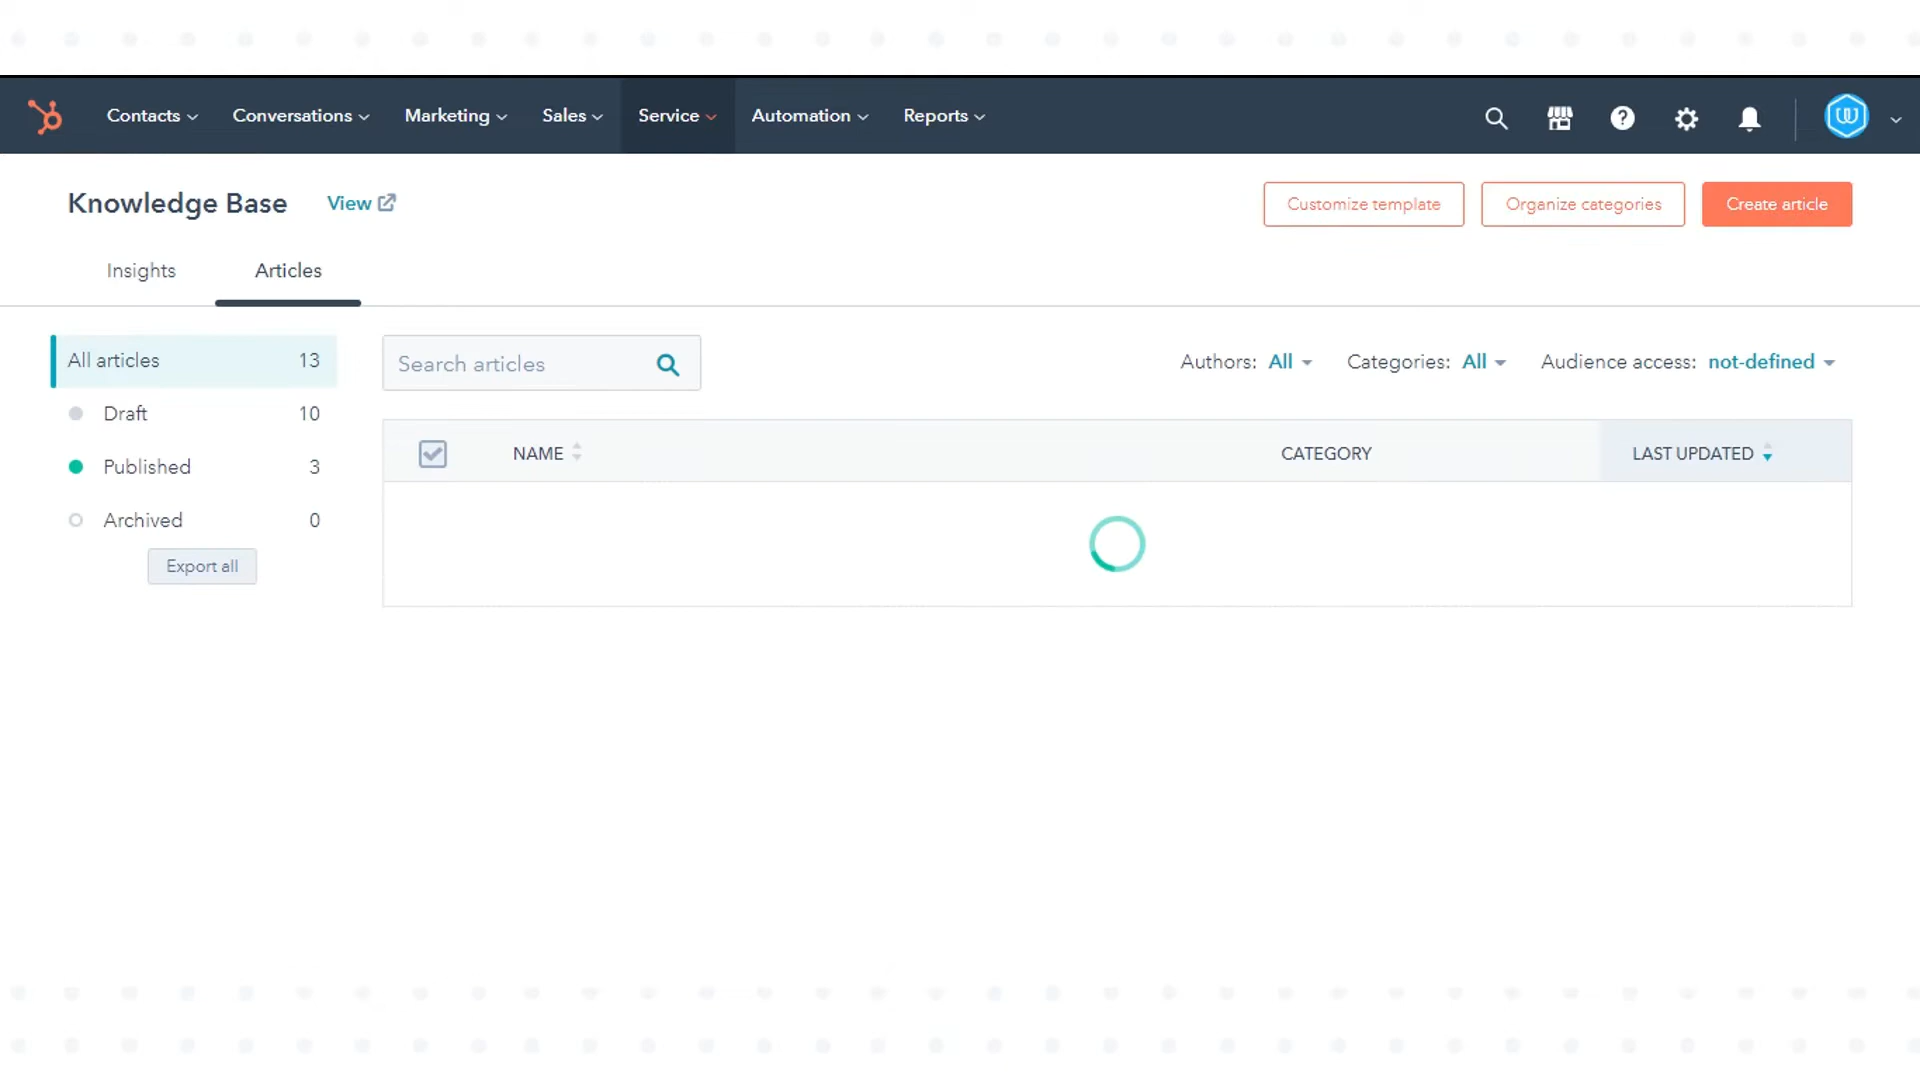 Contacts Conversations Marketing Sales Service Automation Reports
Knowledge Base View Customize template Organize categories Create article
Insights Articles
All articles 13
Draft 10
Published 3
Archived 0
Export all
Search articles Authors: All Categories: All Audience access: not-defined
NAME CATEGORY LAST UPDATED